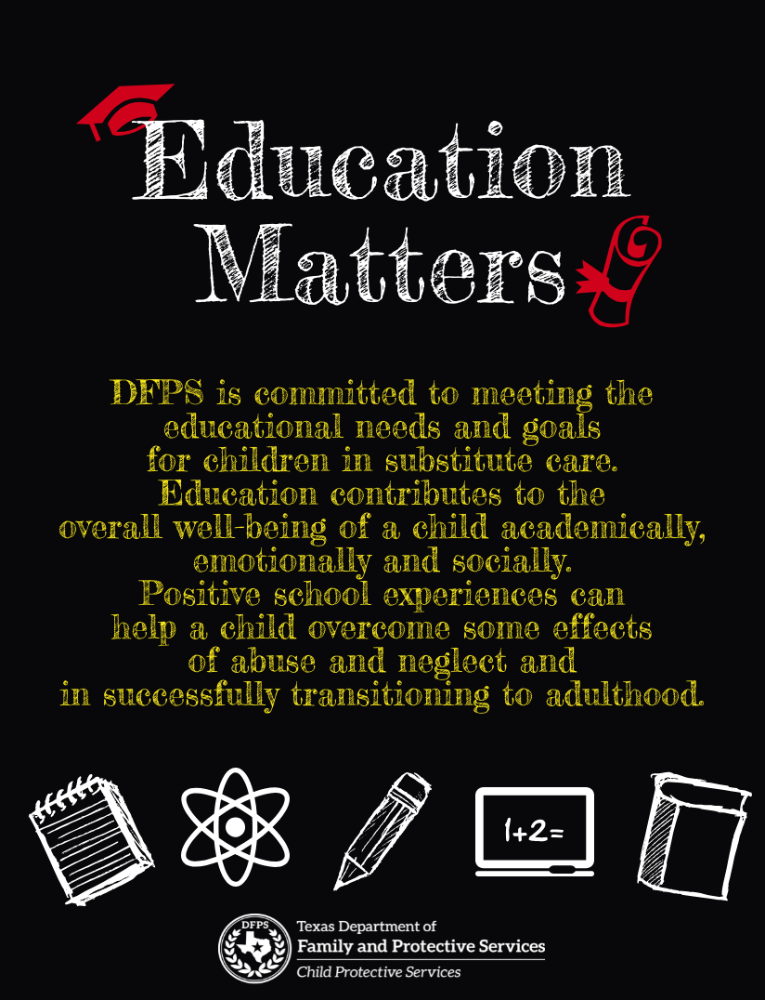 Education
Matters
DFPS is committed to meeting the
educational needs and goals
for children in substitute care.
Education contributes to the
overall well-being of a child academically,
emotionally and socially.
Positive school experiences can
help a child overcome some effects
of abuse and neglect and
in successfully transitioning to adulthood.
1+2=
DFPS
Texas Department of
Family and Protective Services
Child Protective Services